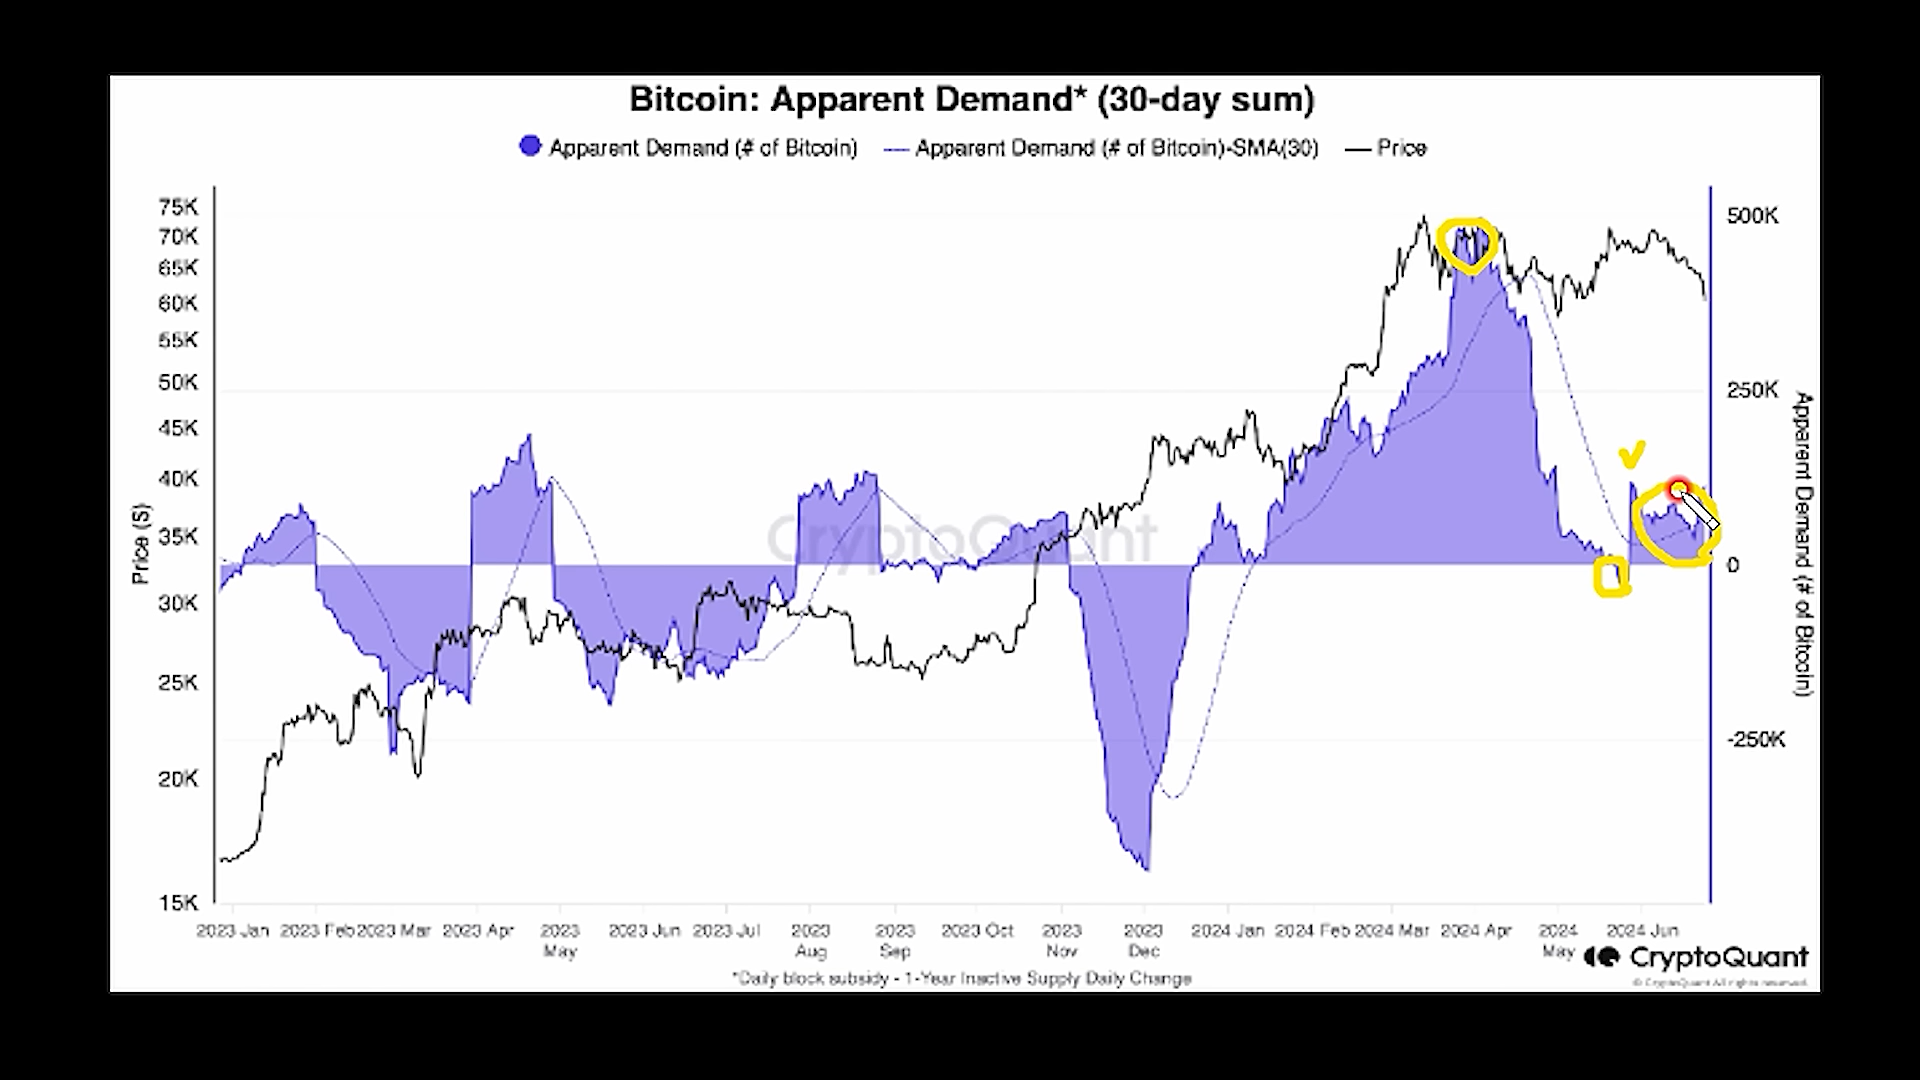 Bitcoin: Apparent Demand* (30-day sum)
Apparent Demand (# of Bitcoin) Apparent Demand (# of Bitcoin)-SMA(30) Price
75K
70K
65K
60K
55K
50K
45K
40K
35K
30K
25K
20K
15K
Price ($)
500K
250K
0
-250K
Apparent Demand (# of Bitcoin)
CryptoQuant
2023 Jan 2023 Feb 2023 Mar 2023 Apr 2023 May 2023 Jun 2023 Jul 2023 Aug 2023 Sep 2023 Oct 2023 Nov 2023 Dec 2024 Jan 2024 Feb 2024 Mar 2024 Apr 2024 May 2024 Jun
CryptoQuant
*Daily block subsidy - 1-Year Inactive Supply Daily Change
© CryptoQuant All rights reserved.